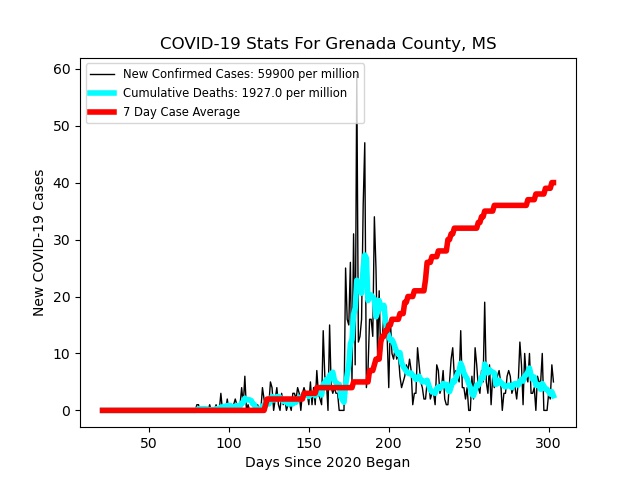 COVID-19 Stats For Grenada County, MS
New Confirmed Cases: 59900 per million
Cumulative Deaths: 1927.0 per million
7 Day Case Average
60
50
40
30
20
10
0
New COVID-19 Cases
50 100 150 200 250 300
Days Since 2020 Began